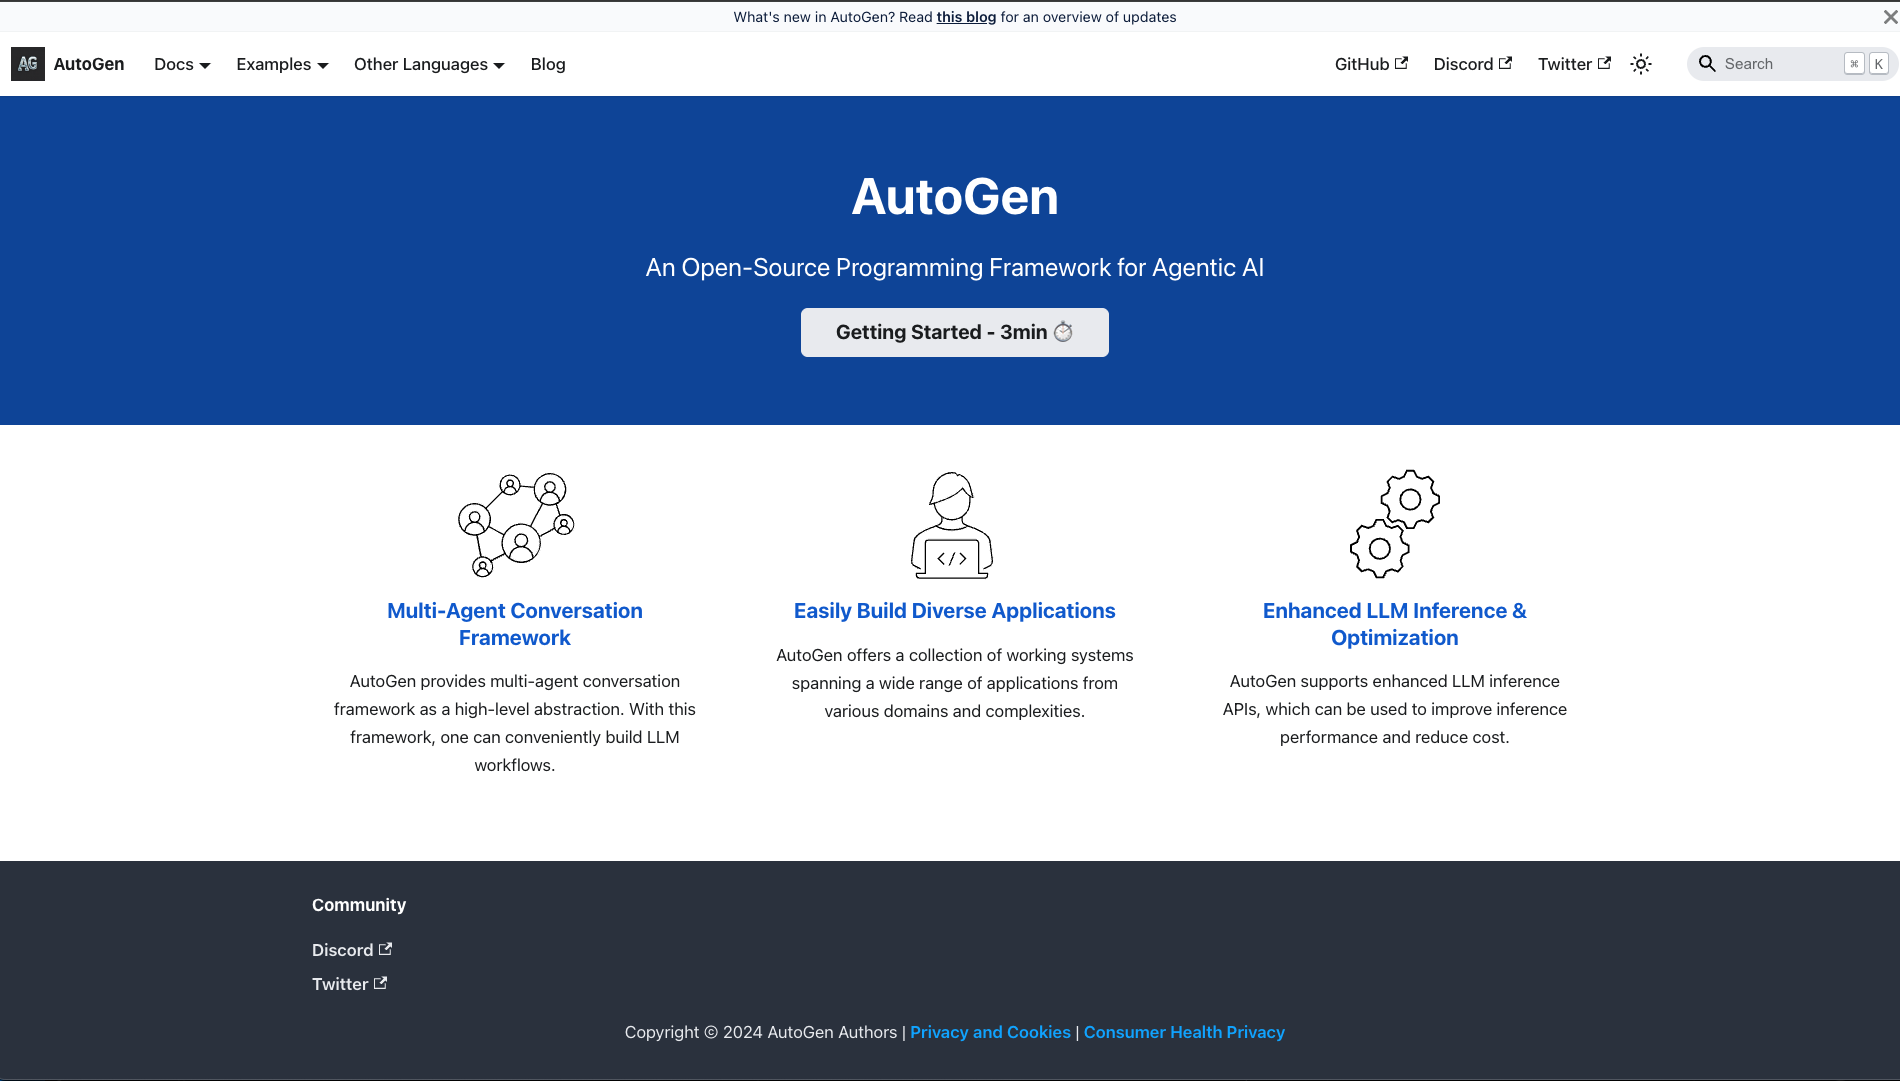 What's new in AutoGen? Read this blog for an overview of updates
AG AutoGen Docs Examples Other Languages Blog GitHub Discord Twitter Search ⌘ K
AutoGen
An Open-Source Programming Framework for Agentic AI
Getting Started - 3min ⏱️
Multi-Agent Conversation
Framework
AutoGen provides multi-agent conversation
framework as a high-level abstraction. With this
framework, one can conveniently build LLM
workflows.
Easily Build Diverse Applications
AutoGen offers a collection of working systems
spanning a wide range of applications from
various domains and complexities.
Enhanced LLM Inference &
Optimization
AutoGen supports enhanced LLM inference
APIs, which can be used to improve inference
performance and reduce cost.
Community
Discord
Twitter
Copyright © 2024 AutoGen Authors | Privacy and Cookies | Consumer Health Privacy